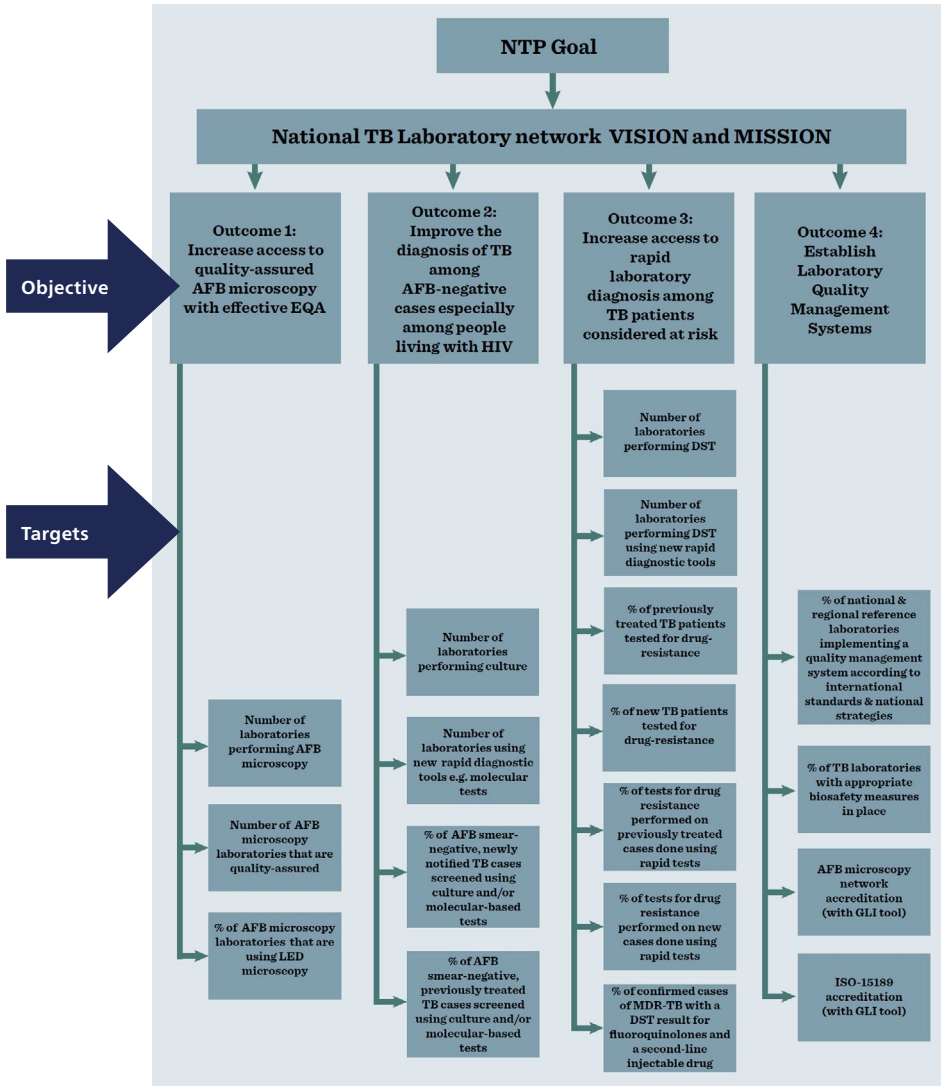 NTP Goal
National TB Laboratory network VISION and MISSION
Objective
Outcome 1:
Increase access to
quality-assured
AFB microscopy
with effective EQA
Outcome 2:
Improve the
diagnosis of TB
among
AFB-negative
cases especially
among people
living with HIV
Outcome 3:
Increase access to
rapid
laboratory
diagnosis among
TB patients
considered at risk
Outcome 4:
Establish
Laboratory
Quality
Management
Systems
Targets
Number of
laboratories
performing AFB
microscopy
Number of AFB
microscopy
laboratories that are
quality-assured
% of AFB microscopy
laboratories that are
using LED
microscopy
Number of
laboratories
performing culture
Number of
laboratories using
new rapid diagnostic
tools e.g. molecular
tests
% of AFB smear-
negative, newly
notified TB cases
screened using
culture and/or
molecular-based
tests
% of AFB
smear-negative,
previously treated
TB cases screened
using culture and/or
molecular-based
tests
Number of
laboratories
performing DST
Number of
laboratories
performing DST
using new rapid
diagnostic tools
% of previously
treated TB patients
tested for drug-
resistance
% of new TB patients
tested for
drug-resistance
% of tests for drug
resistance
performed on
previously treated
cases done using
rapid tests
% of tests for drug
resistance
performed on new
cases done using
rapid tests
% of confirmed cases
of MDR-TB with a
DST result for
fluoroquinolones and
a second-line
injectable drug
% of national &
regional reference
laboratories
implementing a
quality management
system according to
international
standards & national
strategies
% of TB laboratories
with appropriate
biosafety measures
in place
AFB microscopy
network
accreditation
(with GLI tool)
ISO-15189
accreditation
(with GLI tool)